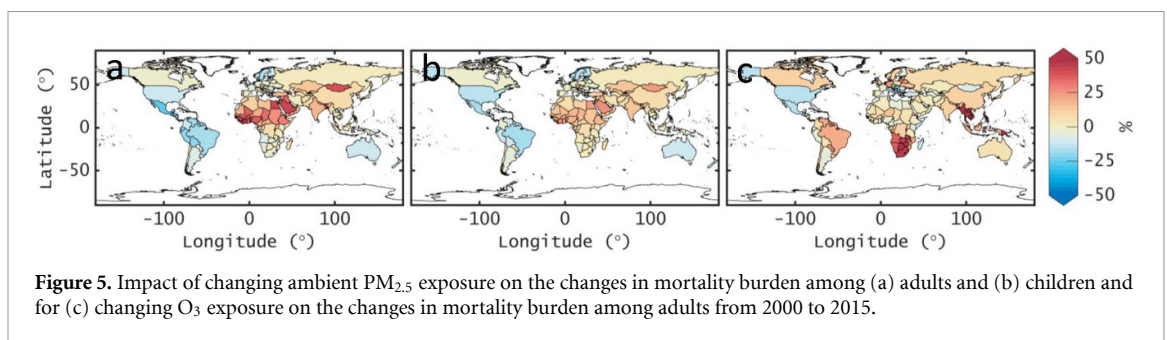 a
b
c
50
0
−50
Latitude (°)
−100 0 100
−100 0 100
−100 0 100
Longitude (°)
Longitude (°)
Longitude (°)
50
25
0
−25
−50
%
Figure 5. Impact of changing ambient PM2.5 exposure on the changes in mortality burden among (a) adults and (b) children and
for (c) changing O3 exposure on the changes in mortality burden among adults from 2000 to 2015.